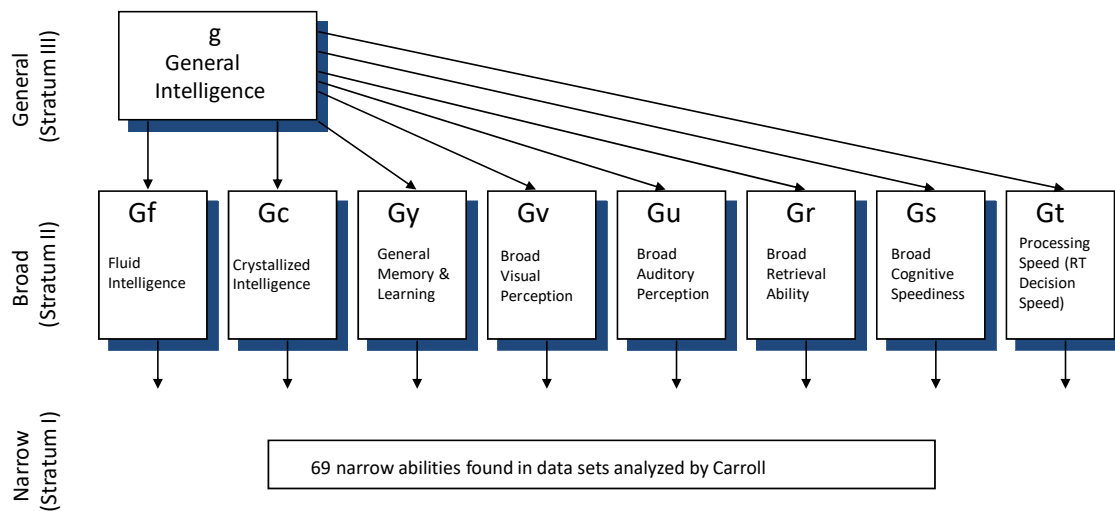 General
(Stratum III)
g
General
Intelligence
Broad
(Stratum II)
Gf
Fluid
Intelligence
Gc
Crystallized
Intelligence
Gy
General
Memory &
Learning
Gv
Broad
Visual
Perception
Gu
Broad
Auditory
Perception
Gr
Broad
Retrieval
Ability
Gs
Broad
Cognitive
Speediness
Gt
Processing
Speed (RT
Decision
Speed)
Narrow
(Stratum I)
69 narrow abilities found in data sets analyzed by Carroll